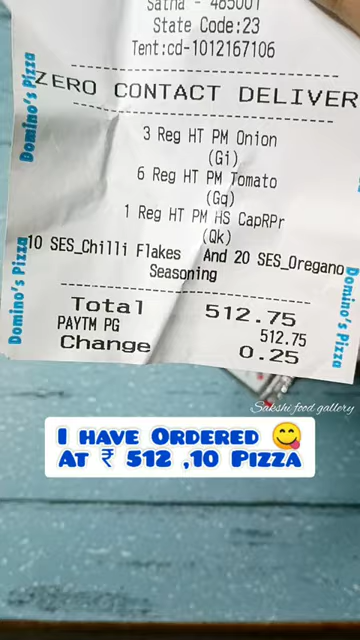 Satna - 485001
State Code:23
Tent:cd-1012167106
ZERO CONTACT DELIVER
3 Reg HT PM Onion
(Gi)
6 Reg HT PM Tomato
(Gq)
1 Reg HT PM HS CapRPr
(Qk)
10 SES_Chilli Flakes And 20 SES_Oregano
Seasoning
Total 512.75
PAYTM PG 512.75
Change 0.25
Domino's Pizza
Domino's Pizza
Domino's Pizza
Sakshi food gallery
I HAVE ORDERED 😋
AT ₹ 512 ,10 PIZZA